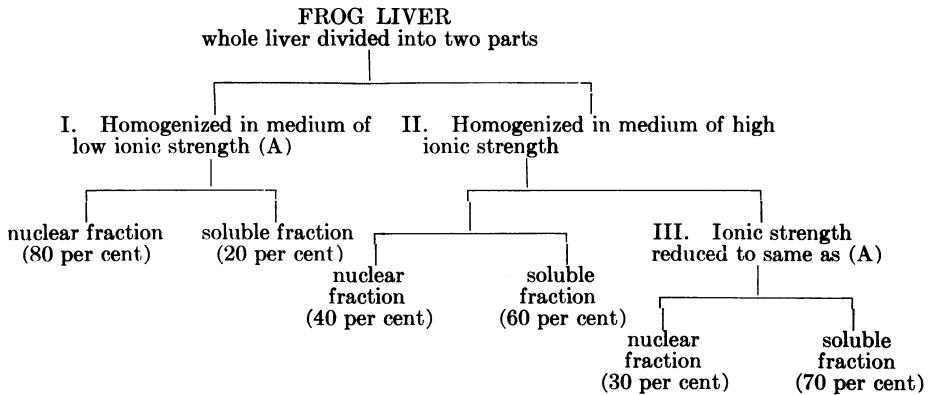 FROG LIVER
whole liver divided into two parts
I. Homogenized in medium of
low ionic strength (A)
II. Homogenized in medium of high
ionic strength
nuclear fraction
(80 per cent)
soluble fraction
(20 per cent)
nuclear
fraction
(40 per cent)
soluble
fraction
(60 per cent)
III. Ionic strength
reduced to same as (A)
nuclear
fraction
(30 per cent)
soluble
fraction
(70 per cent)